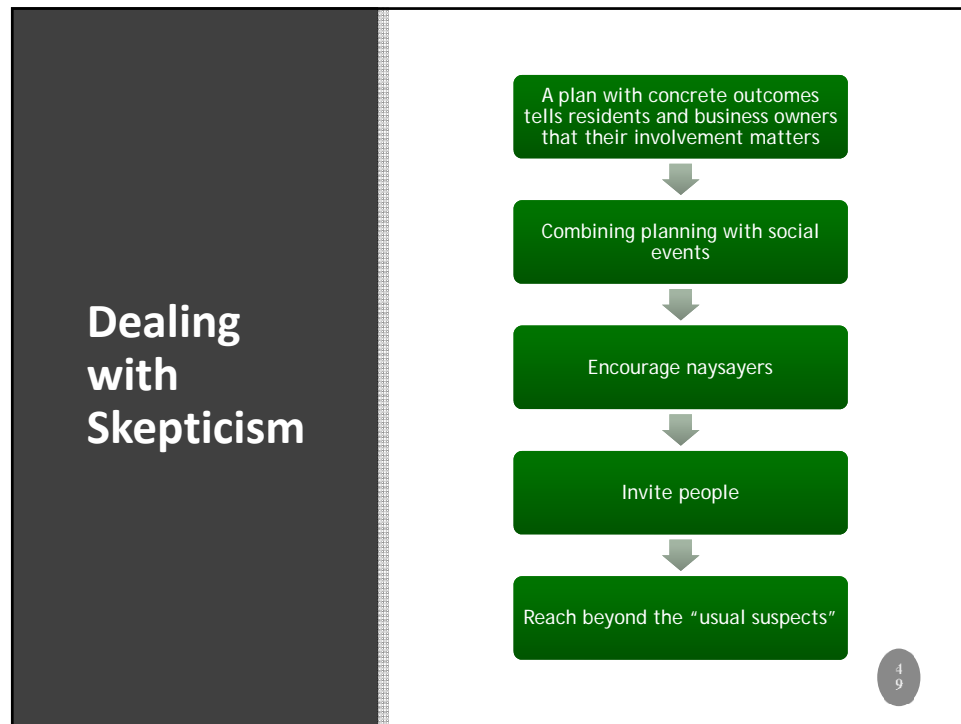 Dealing
with
Skepticism
A plan with concrete outcomes
tells residents and business owners
that their involvement matters
Combining planning with social
events
Encourage naysayers
Invite people
Reach beyond the “usual suspects”
4
9